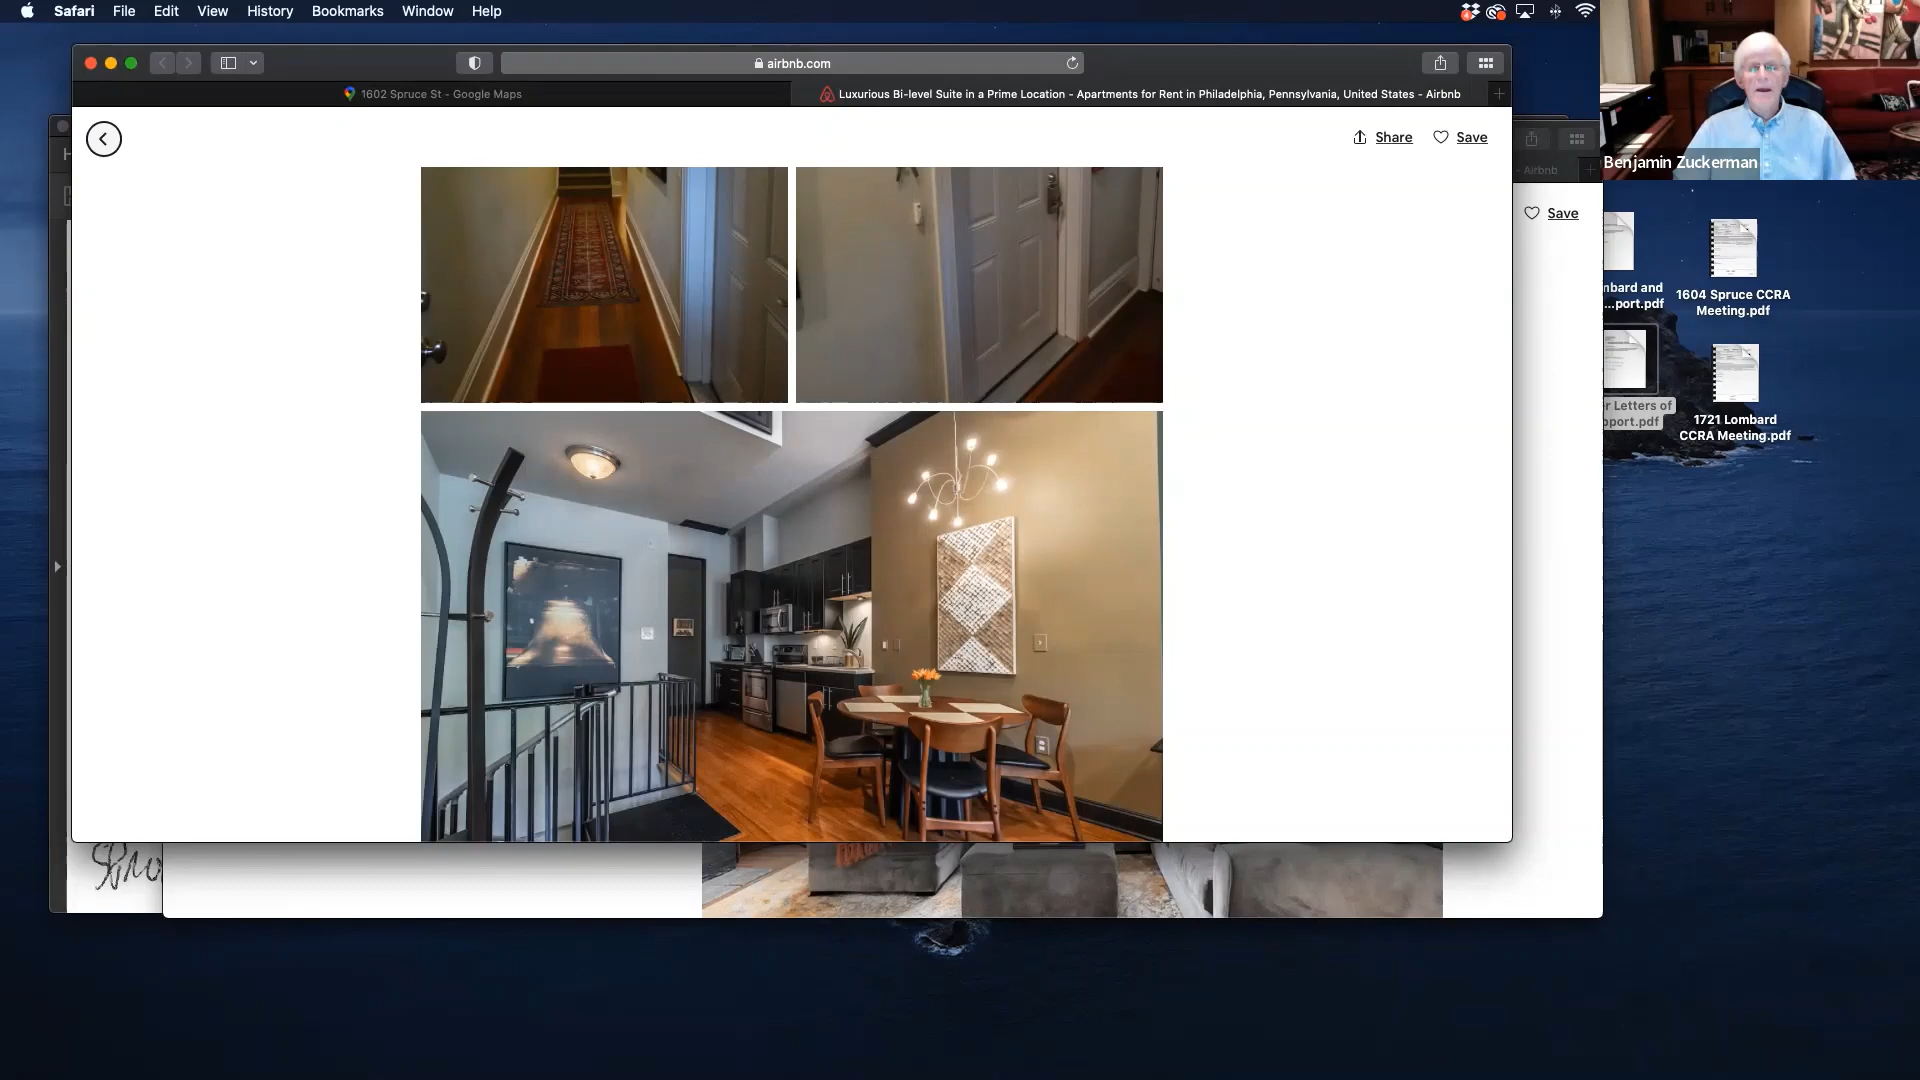 Safari File Edit View History Bookmarks Window Help
airbnb.com
1602 Spruce St - Google Maps
Luxurious Bi-level Suite in a Prime Location - Apartments for Rent in Philadelphia, Pennsylvania, United States - Airbnb
Share Save
Benjamin Zuckerman
- Airbnb
Save
mbard and
...port.pdf
1604 Spruce CCRA
Meeting.pdf
r Letters of
pport.pdf
1721 Lombard
CCRA Meeting.pdf